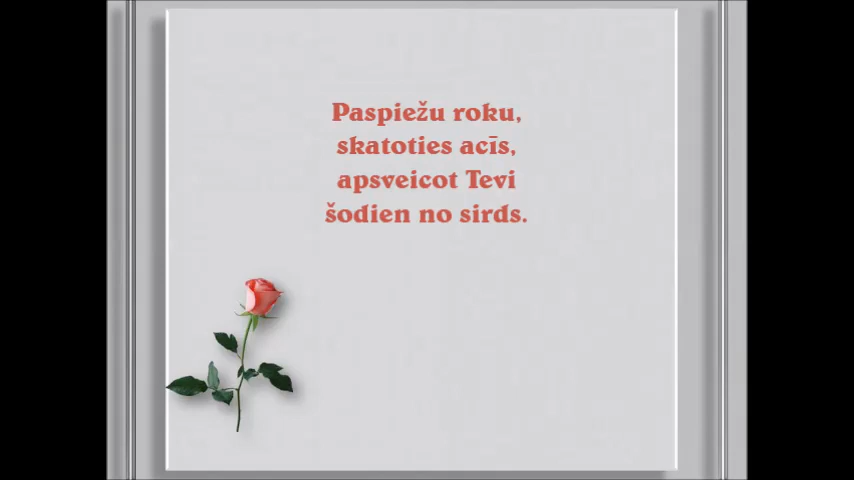 Paspiežu roku,
skatoties acīs,
apsveicot Tevi
šodien no sirds.